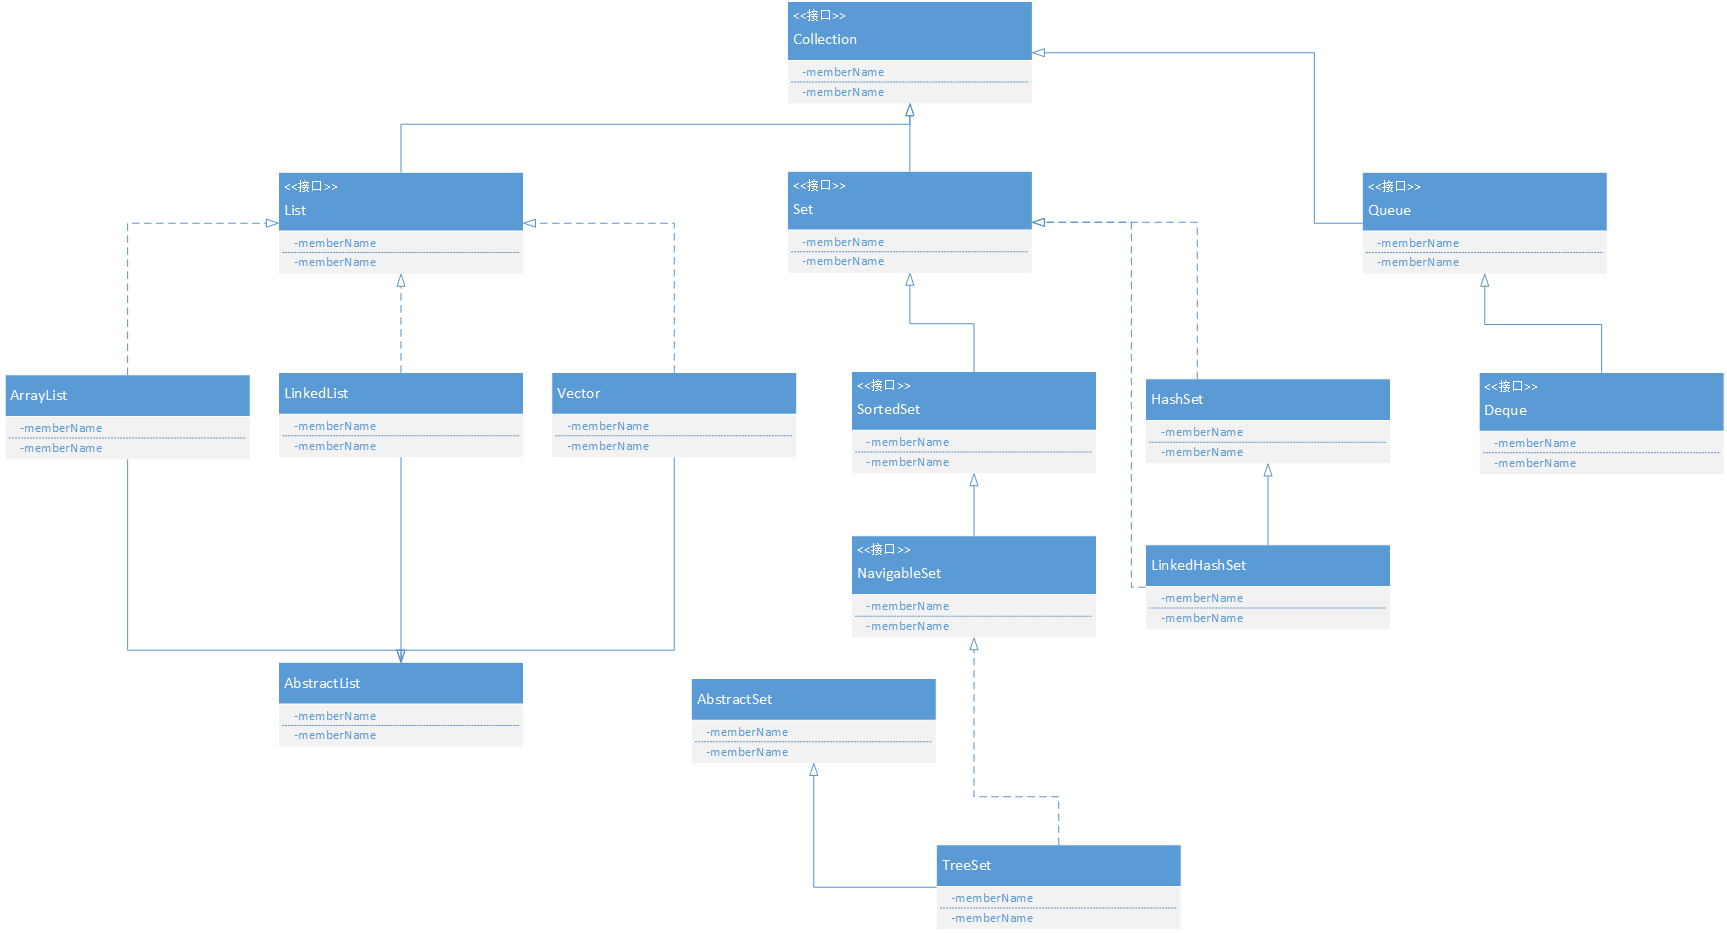 <<接口>>
Collection
-memberName
-memberName
<<接口>>
List
-memberName
-memberName
<<接口>>
Set
-memberName
-memberName
<<接口>>
Queue
-memberName
-memberName
ArrayList
-memberName
-memberName
LinkedList
-memberName
-memberName
Vector
-memberName
-memberName
<<接口>>
SortedSet
-memberName
-memberName
HashSet
-memberName
-memberName
<<接口>>
Deque
-memberName
-memberName
<<接口>>
NavigableSet
-memberName
-memberName
LinkedHashSet
-memberName
-memberName
AbstractList
-memberName
-memberName
AbstractSet
-memberName
-memberName
TreeSet
-memberName
-memberName